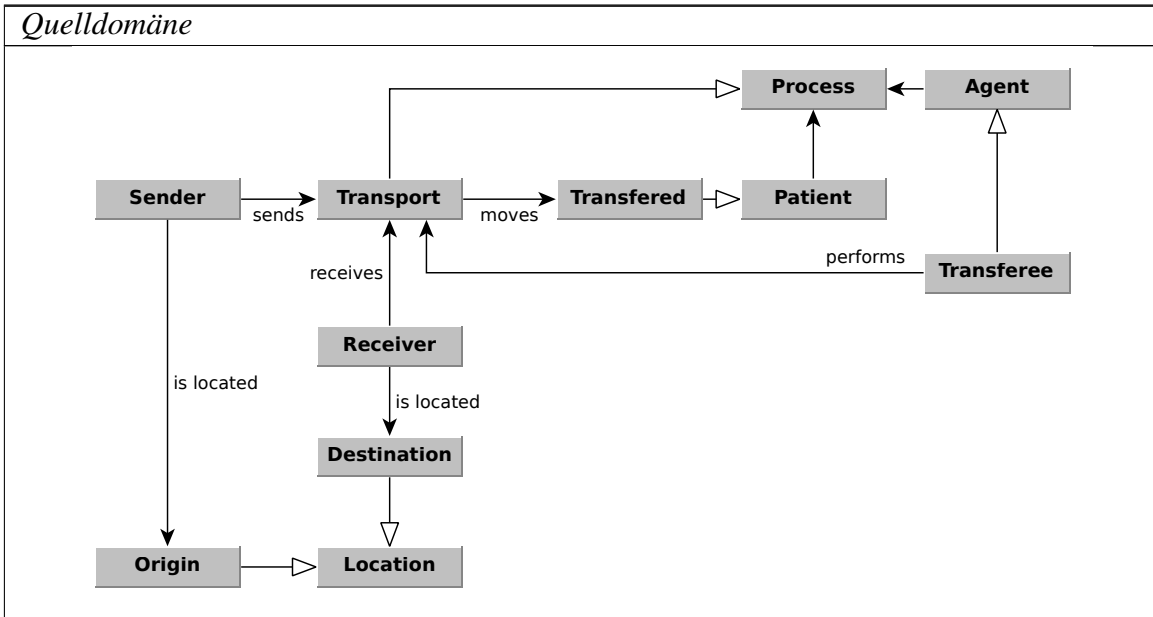 Quelldomäne
Process
Agent
Sender
sends
Transport
moves
Transfered
Patient
performs
Transferee
receives
Receiver
is located
is located
Destination
Origin
Location